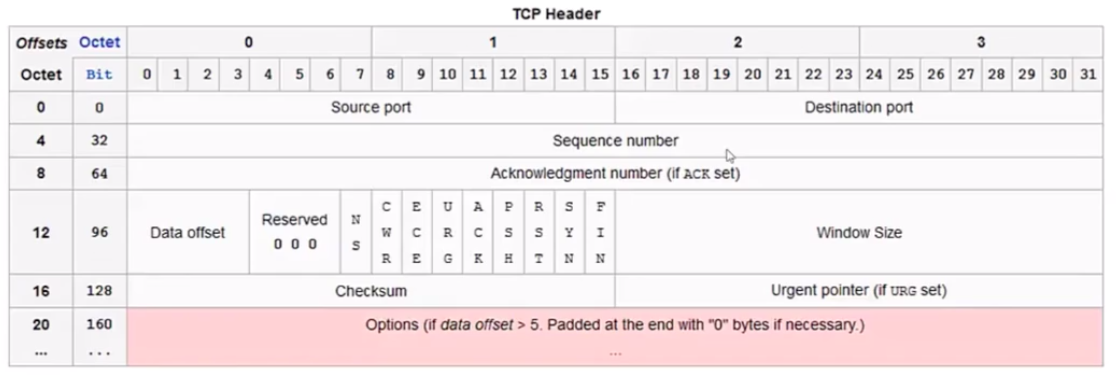 TCP Header
Offsets Octet 0 1 2 3
Octet Bit 0 1 2 3 4 5 6 7 8 9 10 11 12 13 14 15 16 17 18 19 20 21 22 23 24 25 26 27 28 29 30 31
0 0 Source port Destination port
4 32 Sequence number
8 64 Acknowledgment number (if ACK set)
12 96 Data offset Reserved 0 0 0 NS CWR ECE URG ACK PSH RST SYN FIN Window Size
16 128 Checksum Urgent pointer (if URG set)
20 160 Options (if data offset > 5. Padded at the end with "0" bytes if necessary.)
... ... ...